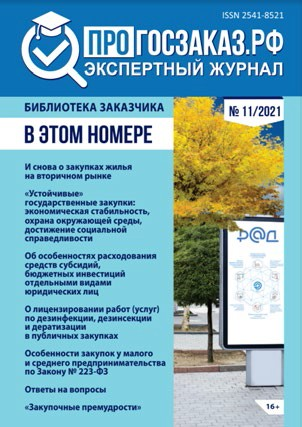 ISSN 2541-8521
ПРОГОСЗАКАЗ.РФ
ЭКСПЕРТНЫЙ ЖУРНАЛ
БИБЛИОТЕКА ЗАКАЗЧИКА
№ 11/2021
В ЭТОМ НОМЕРЕ
И снова о закупках жилья
на вторичном рынке
«Устойчивые»
государственные закупки:
экономическая стабильность,
охрана окружающей среды,
достижение социальной
справедливости
Об особенностях расходования
средств субсидий,
бюджетных инвестиций
отдельными видами
юридических лиц
О лицензировании работ (услуг)
по дезинфекции, дезинсекции
и дератизации
в публичных закупках
Особенности закупок у малого
и среднего предпринимательства
по Закону № 223-ФЗ
Ответы на вопросы
«Закупочные премудрости»
р@д
16+